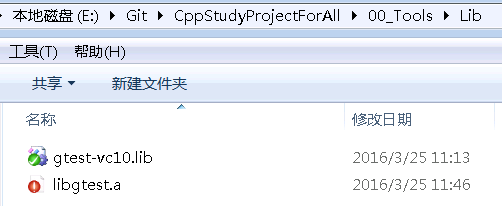 本地磁盘 (E:) Git CppStudyProjectForAll 00_Tools Lib
工具(T) 帮助(H)
共享 新建文件夹
名称 修改日期
gtest-vc10.lib 2016/3/25 11:13
libgtest.a 2016/3/25 11:46